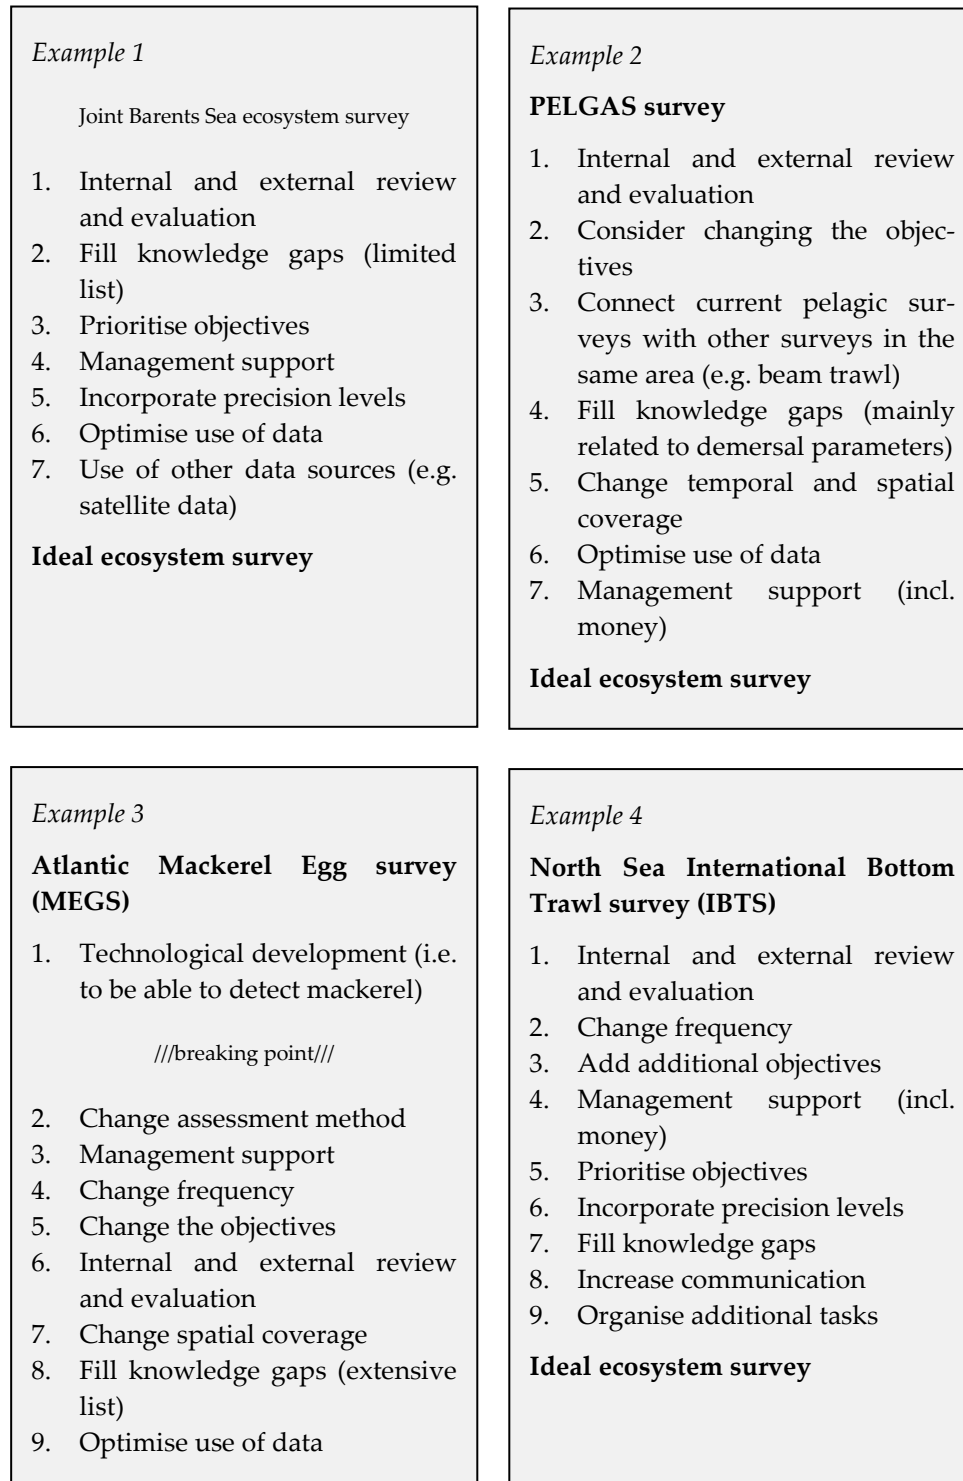 Example 1
Joint Barents Sea ecosystem survey
1. Internal and external review
and evaluation
2. Fill knowledge gaps (limited
list)
3. Prioritise objectives
4. Management support
5. Incorporate precision levels
6. Optimise use of data
7. Use of other data sources (e.g.
satellite data)
Ideal ecosystem survey
Example 2
PELGAS survey
1. Internal and external review
and evaluation
2. Consider changing the objec-
tives
3. Connect current pelagic sur-
veys with other surveys in the
same area (e.g. beam trawl)
4. Fill knowledge gaps (mainly
related to demersal parameters)
5. Change temporal and spatial
coverage
6. Optimise use of data
7. Management support (incl.
money)
Ideal ecosystem survey
Example 3
Atlantic Mackerel Egg survey
(MEGS)
1. Technological development (i.e.
to be able to detect mackerel)
///breaking point///
2. Change assessment method
3. Management support
4. Change frequency
5. Change the objectives
6. Internal and external review
and evaluation
7. Change spatial coverage
8. Fill knowledge gaps (extensive
list)
9. Optimise use of data
Example 4
North Sea International Bottom
Trawl survey (IBTS)
1. Internal and external review
and evaluation
2. Change frequency
3. Add additional objectives
4. Management support (incl.
money)
5. Prioritise objectives
6. Incorporate precision levels
7. Fill knowledge gaps
8. Increase communication
9. Organise additional tasks
Ideal ecosystem survey